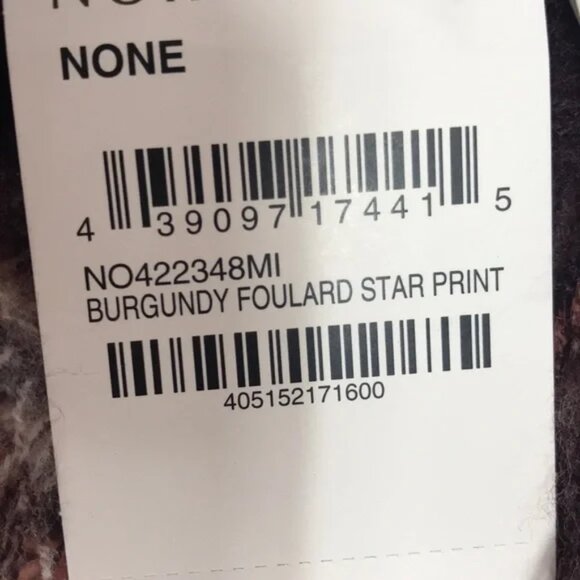 NONE
4 39097 17441 5
NO422348MI
BURGUNDY FOULARD STAR PRINT
405152171600